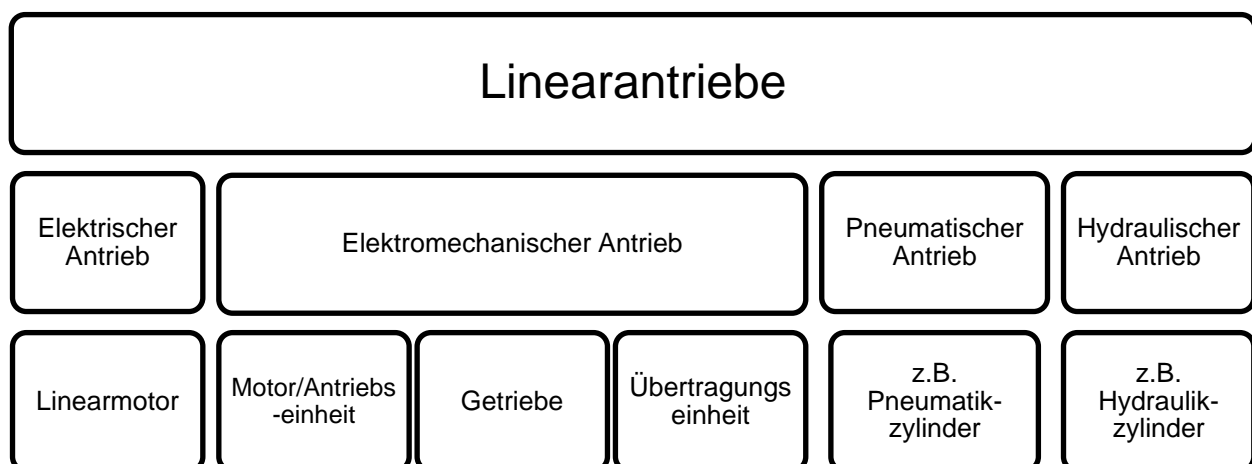 Linearantriebe
Elektrischer
Antrieb
Elektromechanischer Antrieb
Pneumatischer
Antrieb
Hydraulischer
Antrieb
Linearmotor
Motor/Antriebs
-einheit
Getriebe
Übertragungs
einheit
z.B.
Pneumatik-
zylinder
z.B.
Hydraulik-
zylinder